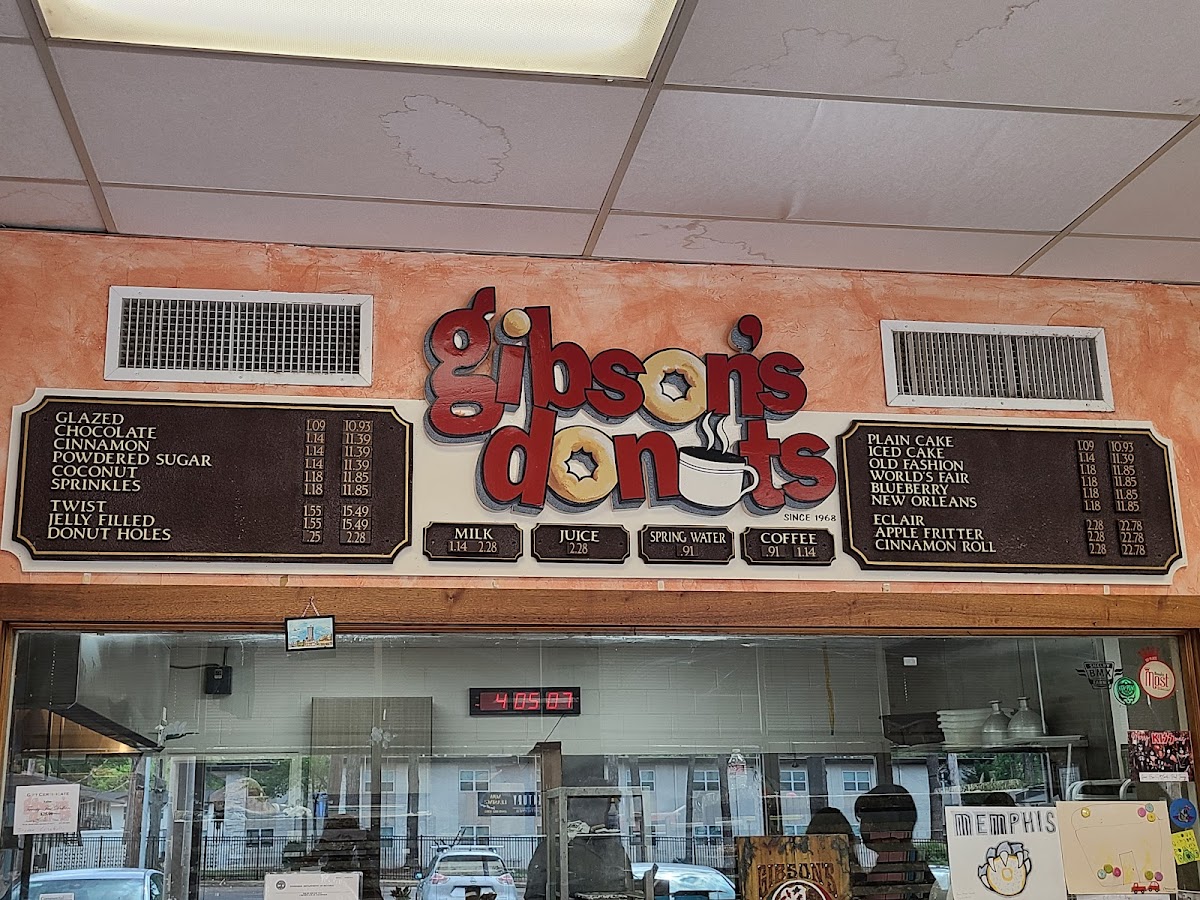 gibson's
donuts
SINCE 1968
GLAZED 1.09 10.93
CHOCOLATE 1.14 11.39
CINNAMON 1.14 11.39
POWDERED SUGAR 1.14 11.39
COCONUT 1.18 11.85
SPRINKLES 1.18 11.85
TWIST 1.55 15.49
JELLY FILLED 1.55 15.49
DONUT HOLES .25 2.28
MILK
1.14 2.28
JUICE
2.28
SPRING WATER
.91
COFFEE
.91 1.14
PLAIN CAKE 1.09 10.93
ICED CAKE 1.14 11.39
OLD FASHION 1.18 11.85
WORLD'S FAIR 1.18 11.85
BLUEBERRY 1.18 11.85
NEW ORLEANS 1.18 11.85
ECLAIR 2.28 22.78
APPLE FRITTER 2.28 22.78
CINNAMON ROLL 2.28 22.78
4 05 07
BMX
GIBSON'S
MEMPHIS